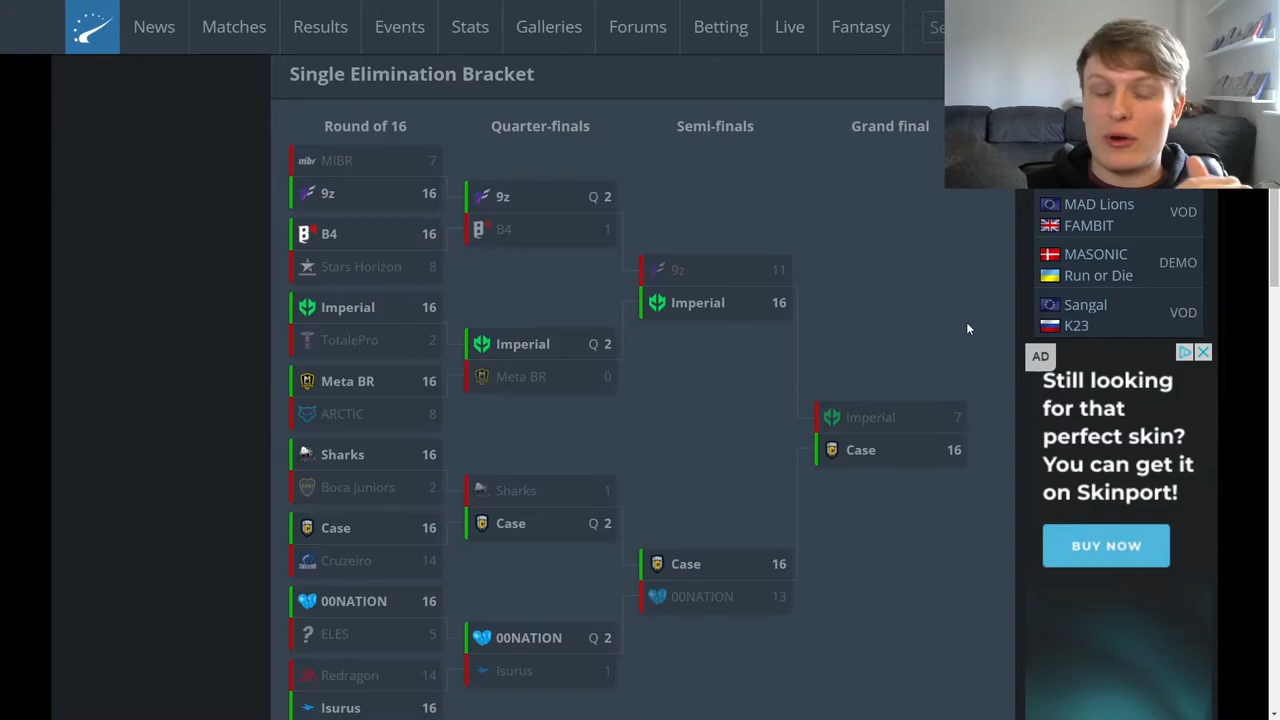 News Matches Results Events Stats Galleries Forums Betting Live Fantasy Se
Single Elimination Bracket
Round of 16 Quarter-finals Semi-finals Grand final
mibr MIBR 7
9z 16
B4 16
Stars Horizon 8
Imperial 16
TotalePro 2
Meta BR 16
ARCTIC 8
Sharks 16
Boca Juniors 2
Case 16
Cruzeiro 14
00NATION 16
ELES 5
Redragon 14
Isurus 16
9z Q 2
B4 1
Imperial Q 2
Meta BR 0
Sharks 1
Case Q 2
00NATION Q 2
Isurus 1
9z 11
Imperial 16
Case 16
00NATION 13
Imperial 7
Case 16
MAD Lions
FAMBIT
VOD
MASONIC
Run or Die
DEMO
Sangal
K23
VOD
AD
Still looking
for that
perfect skin?
You can get it
on Skinport!
BUY NOW